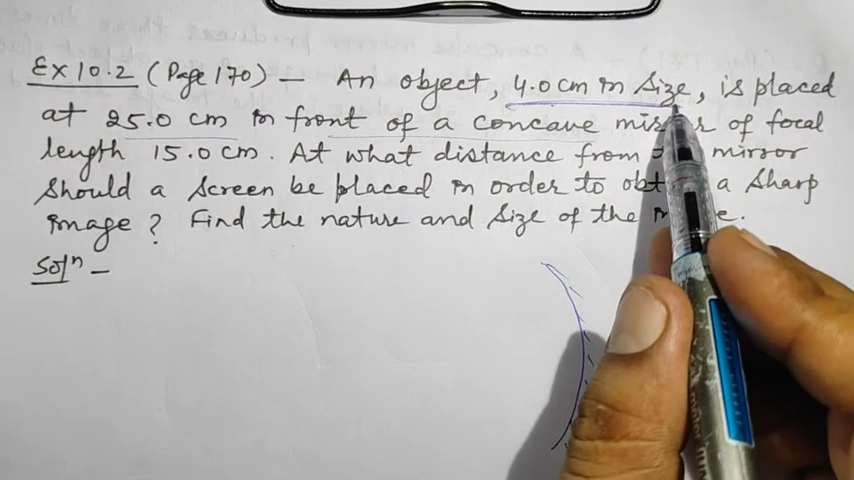 Ex 10.2 (Page 170) — An object, 4.0 cm in Size, is placed
at 25.0 cm in front of a concave mirror of focal
length 15.0 cm. At what distance from mirror
Should a Screen be placed in order to a Sharp
image? Find the nature and Size of the
Solⁿ -